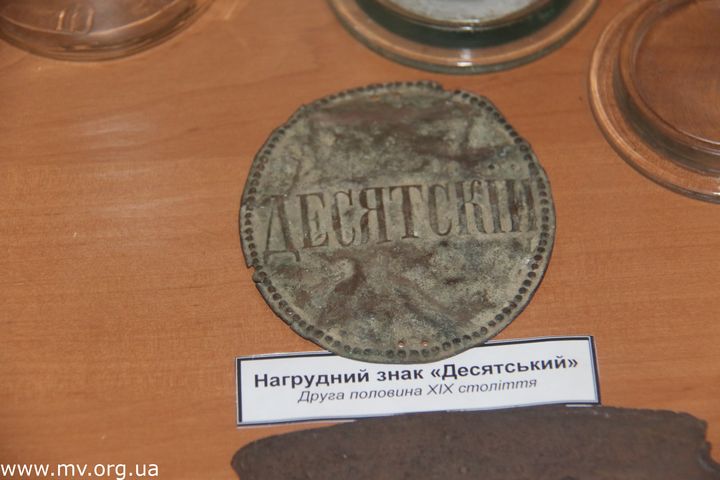 ДЕСЯТСКІЙ
Нагрудний знак «Десятський»
Друга половина XIX століття
www.mv.org.ua